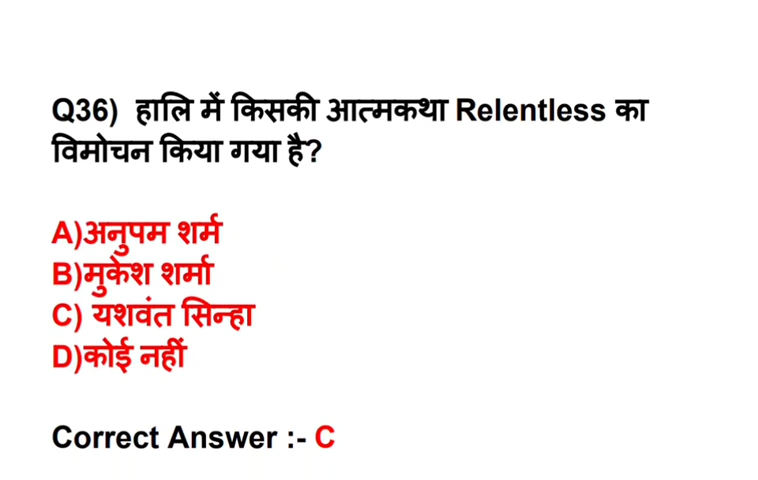 Q36) हालि में किसकी आत्मकथा Relentless का
विमोचन किया गया है?
A)अनुपम शर्म
B)मुकेश शर्मा
C) यशवंत सिन्हा
D)कोई नहीं
Correct Answer :- C